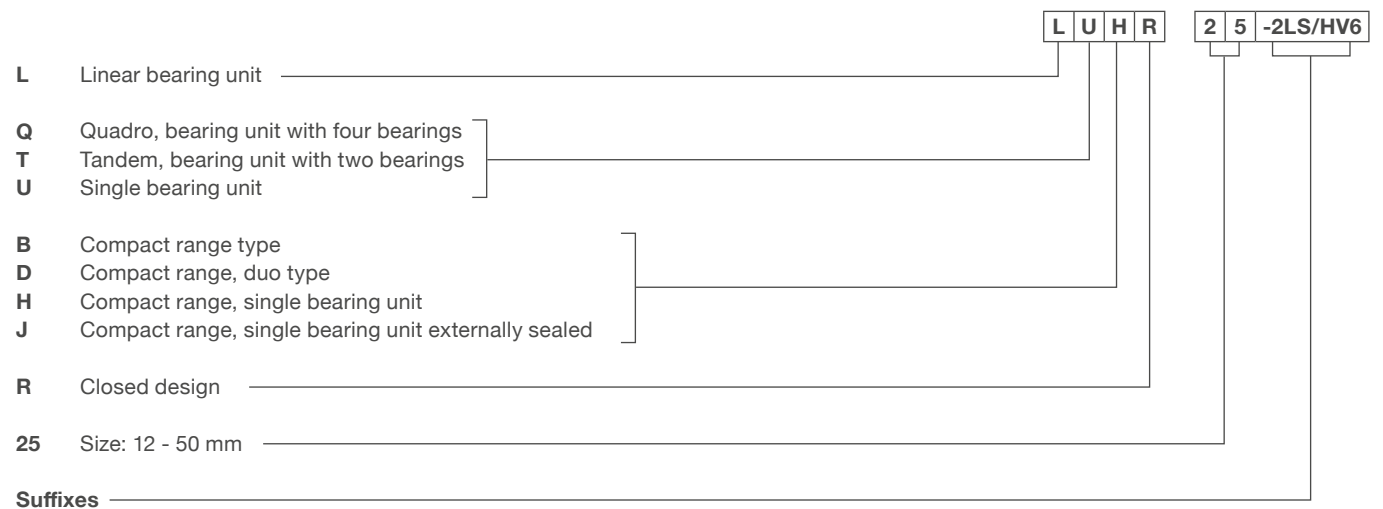 L U H R 2 5 -2LS/HV6
L Linear bearing unit
Q Quadro, bearing unit with four bearings
T Tandem, bearing unit with two bearings
U Single bearing unit
B Compact range type
D Compact range, duo type
H Compact range, single bearing unit
J Compact range, single bearing unit externally sealed
R Closed design
25 Size: 12 - 50 mm
Suffixes